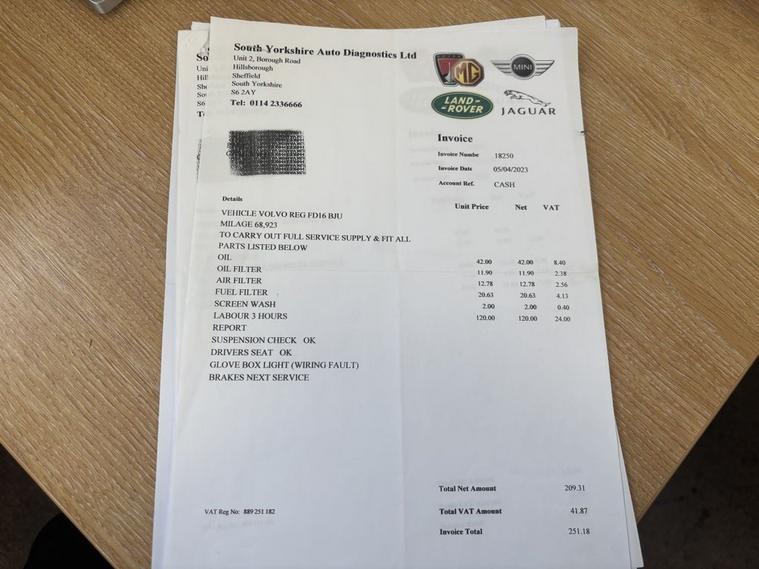 South Yorkshire Auto Diagnostics Ltd
Unit 2, Borough Road
Hillsborough
Sheffield
South Yorkshire
S6 2AY
Tel: 0114 2336666
MG
MINI
LAND-
-ROVER
JAGUAR
Invoice
Invoice Numbe 18250
Invoice Date 05/04/2023
Account Ref. CASH
Details
Unit Price Net VAT
VEHICLE VOLVO REG FD16 BJU
MILAGE 68,923
TO CARRY OUT FULL SERVICE SUPPLY & FIT ALL
PARTS LISTED BELOW
OIL 42.00 42.00 8.40
OIL FILTER 11.90 11.90 2.38
AIR FILTER 12.78 12.78 2.56
FUEL FILTER 20.63 20.63 4.13
SCREEN WASH 2.00 2.00 0.40
LABOUR 3 HOURS 120.00 120.00 24.00
REPORT
SUSPENSION CHECK OK
DRIVERS SEAT OK
GLOVE BOX LIGHT (WIRING FAULT)
BRAKES NEXT SERVICE
Total Net Amount 209.31
VAT Reg No: 889 251 182
Total VAT Amount 41.87
Invoice Total 251.18